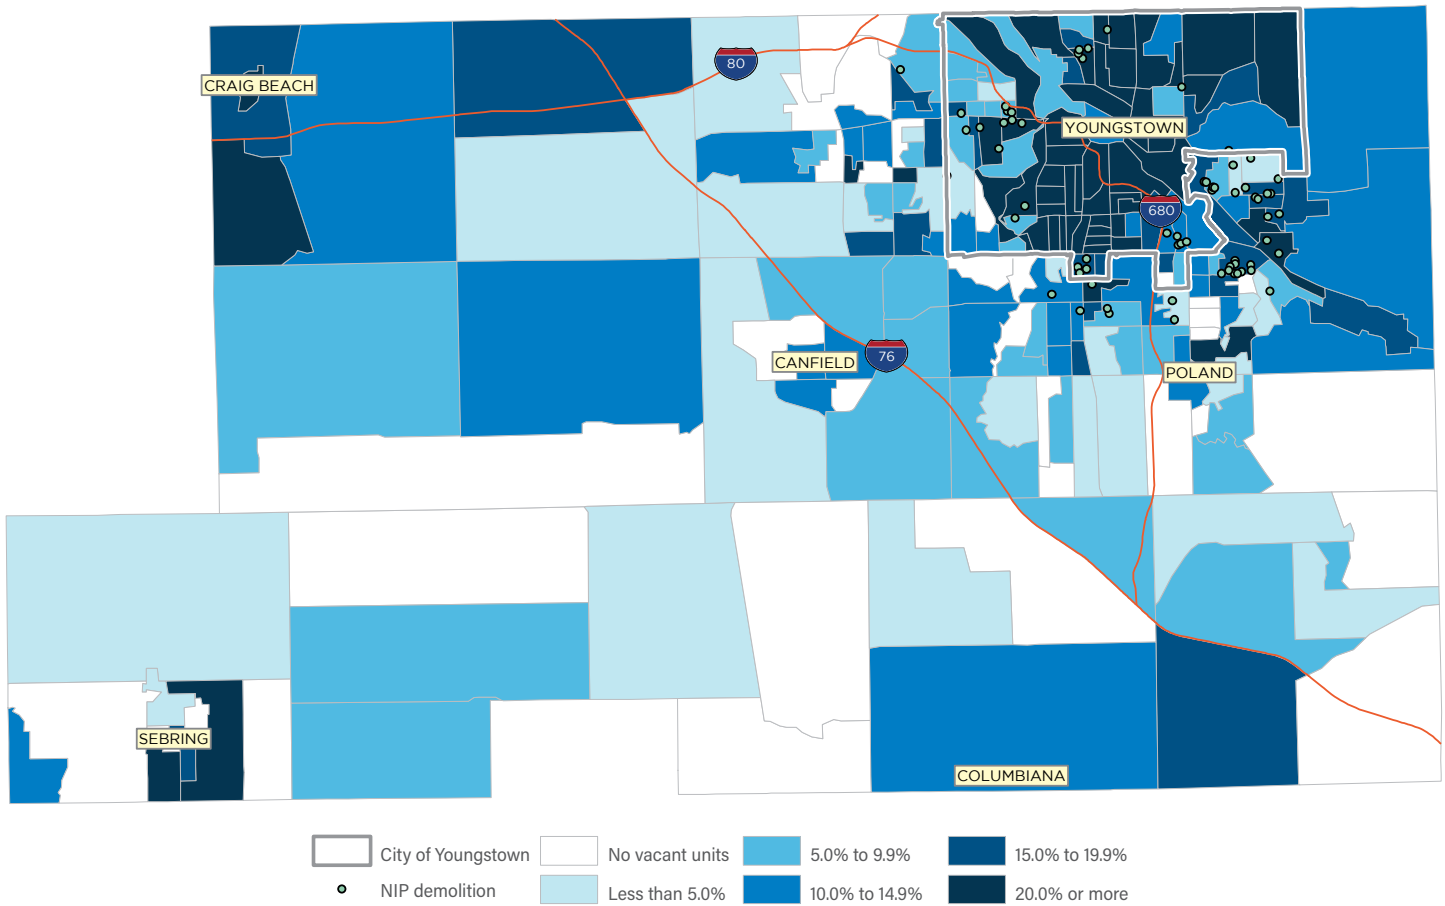 80
CRAIG BEACH
YOUNGSTOWN
680
76
CANFIELD
POLAND
SEBRING
COLUMBIANA
City of Youngstown
No vacant units
5.0% to 9.9%
15.0% to 19.9%
NIP demolition
Less than 5.0%
10.0% to 14.9%
20.0% or more